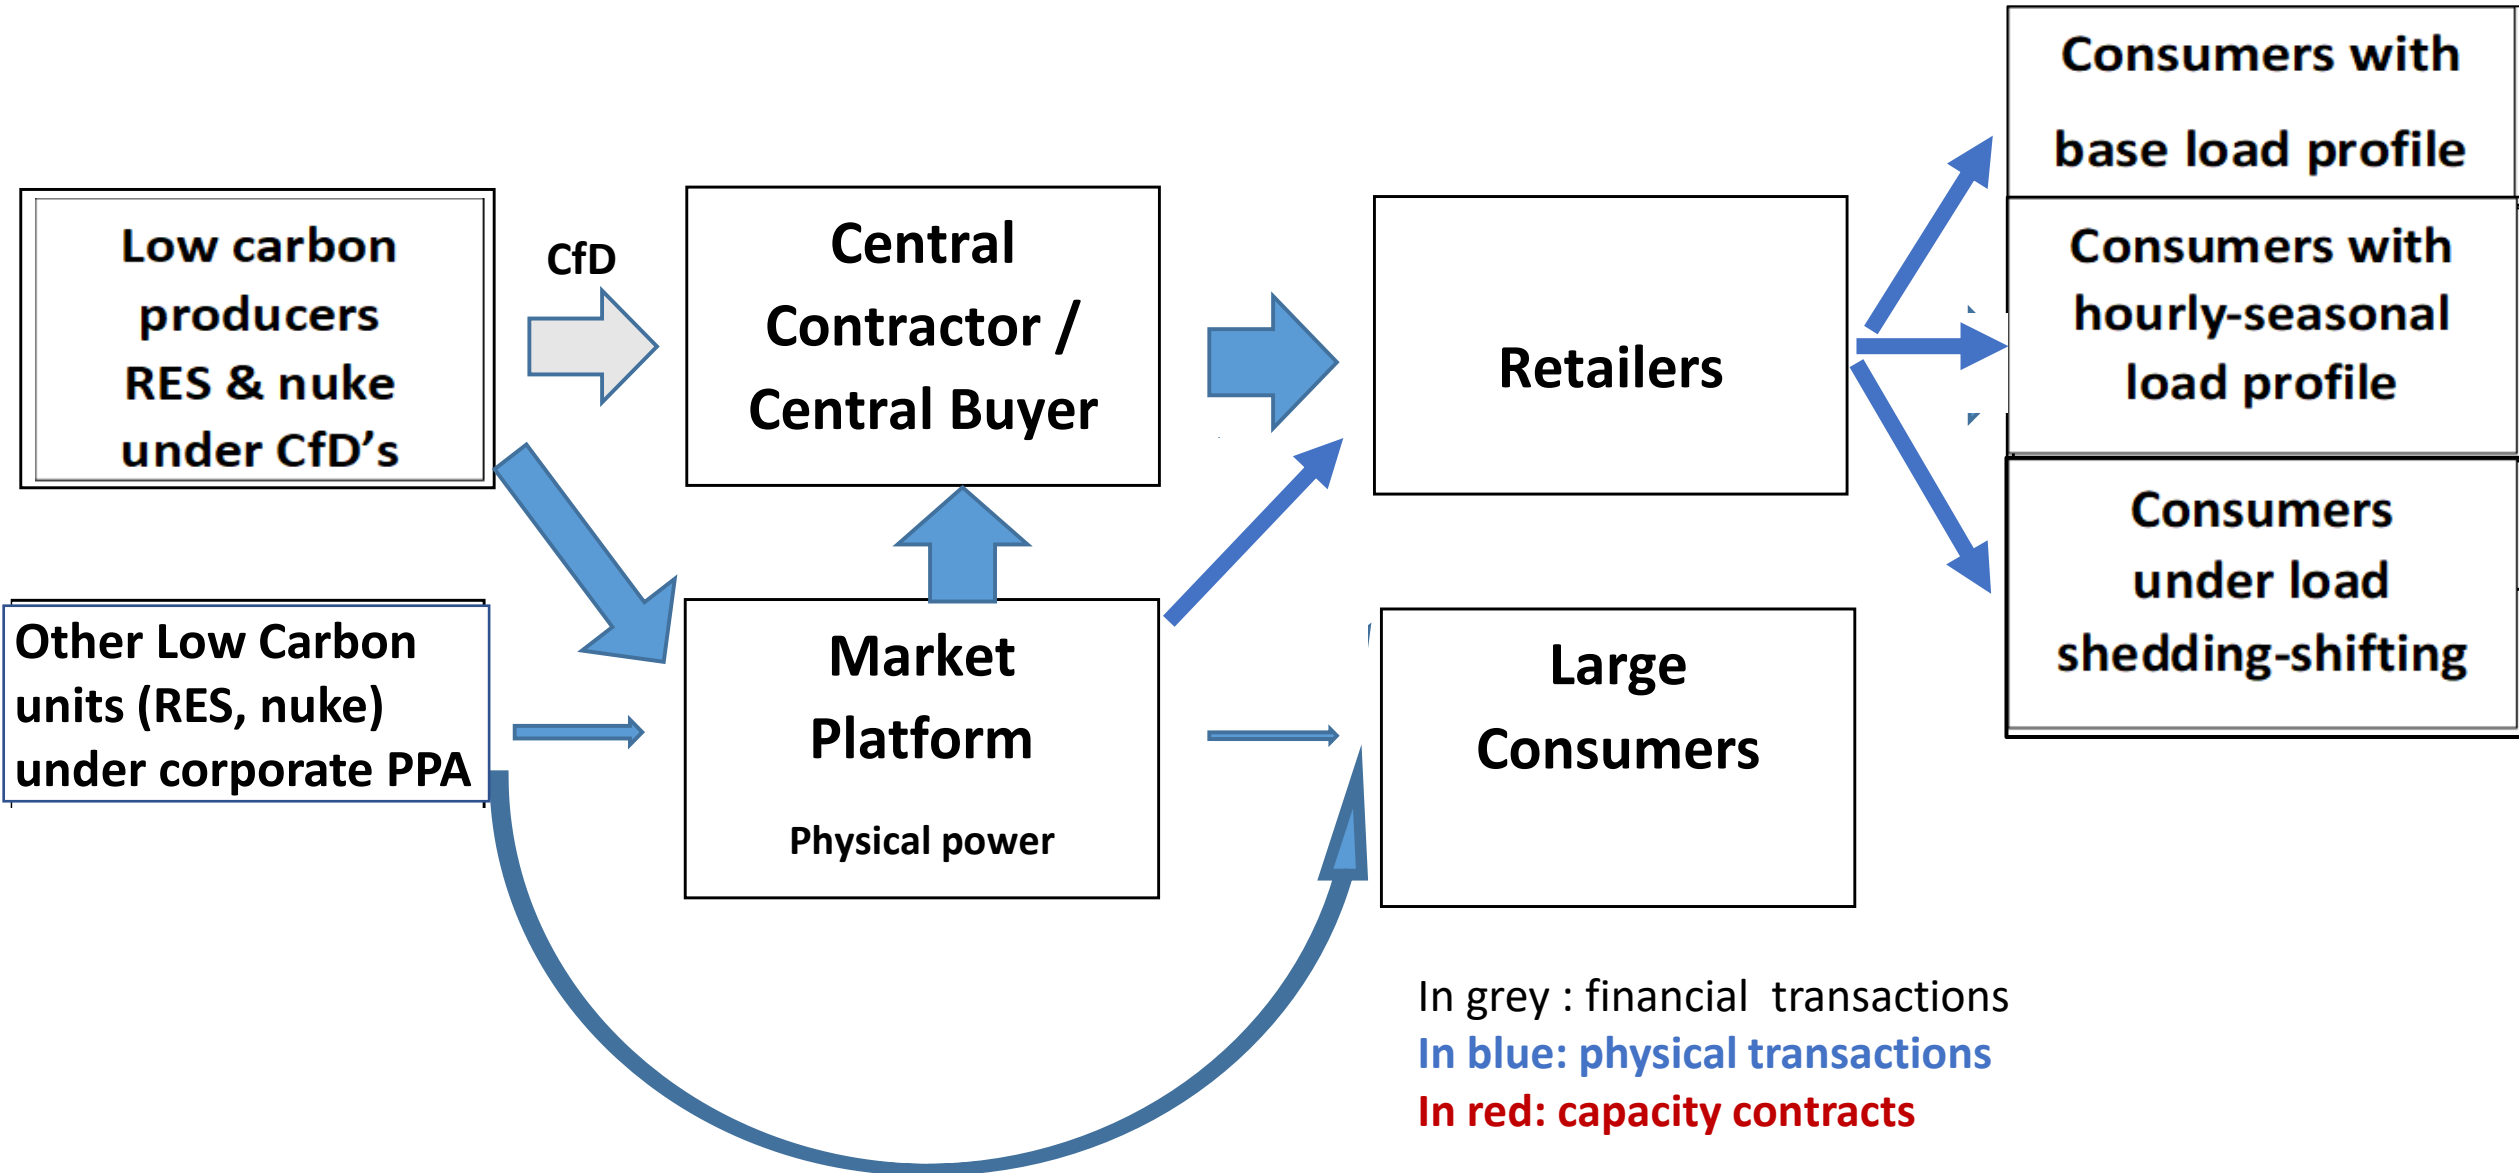 Low carbon
producers
RES & nuke
under CfD’s
CfD
Central
Contractor /
Central Buyer
Retailers
Consumers with
base load profile
Consumers with
hourly-seasonal
load profile
Consumers
under load
shedding-shifting
Other Low Carbon
units (RES, nuke)
under corporate PPA
Market
Platform
Physical power
Large
Consumers
In grey : financial  transactions
In blue: physical transactions
In red: capacity contracts